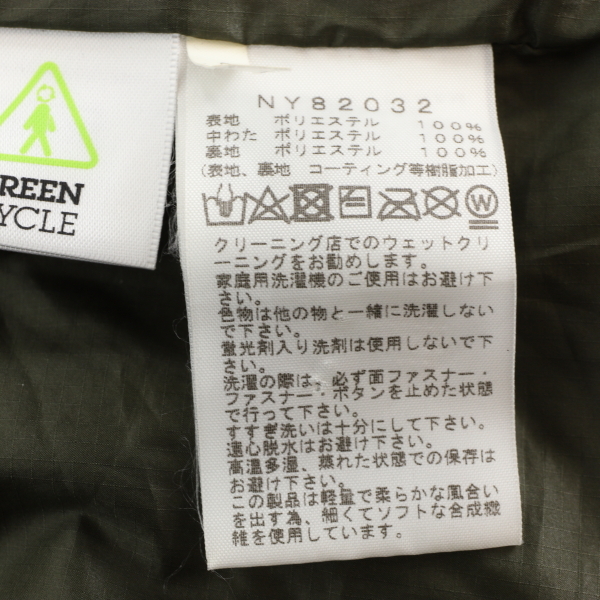 REEN
YCLE
NY82032
表地 ポリエステル 100%
中わた ポリエステル 100%
裏地 ポリエステル 100%
(表地、裏地 コーティング等樹脂加工)
W
クリーニング店でのウェットクリ
ーニングをお勧めします。
家庭用洗濯機のご使用はお避け下
さい。
色物は他の物と一緒に洗濯しない
で下さい。
蛍光剤入り洗剤は使用しないで下
さい。
洗濯の際は、必ず面ファスナー・
ファスナー・ボタンを止めた状態
で行って下さい。
すすぎ洗いは十分にして下さい。
遠心脱水はお避け下さい。
高温多湿、蒸れた状態での保存は
お避け下さい。
この製品は軽量で柔らかな風合い
を出す為、細くてソフトな合成繊
維を使用しています。